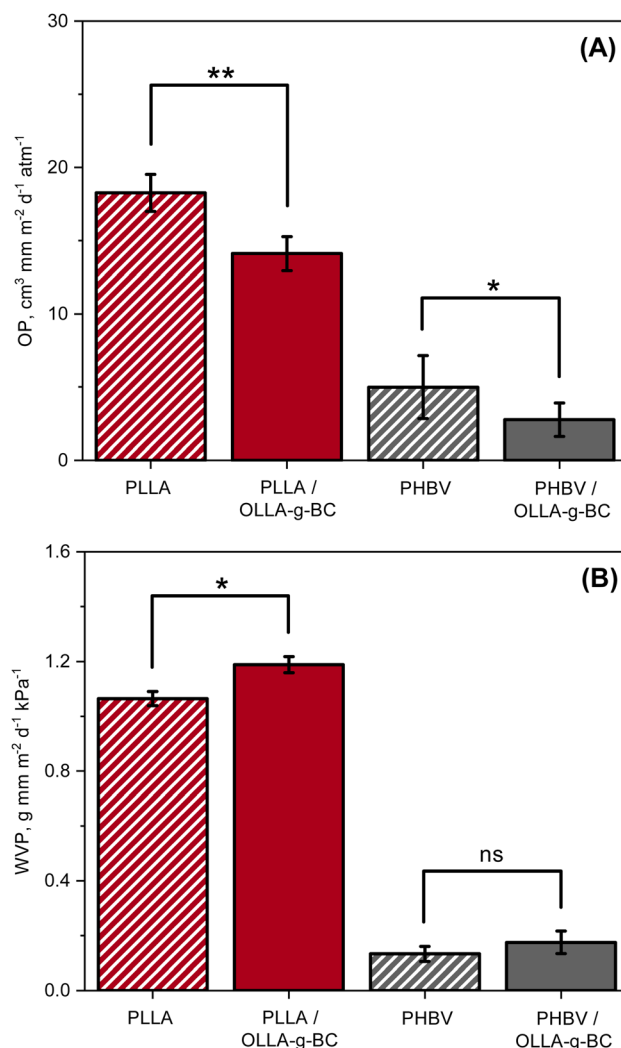 (A)
OP, cm³ mm m⁻² d⁻¹ atm⁻¹
30
20
10
0
**
*
PLLA
PLLA /
OLLA-g-BC
PHBV
PHBV /
OLLA-g-BC
(B)
WVP, g mm m⁻² d⁻¹ kPa⁻¹
1.6
1.2
0.8
0.4
0.0
*
ns
PLLA
PLLA /
OLLA-g-BC
PHBV
PHBV /
OLLA-g-BC